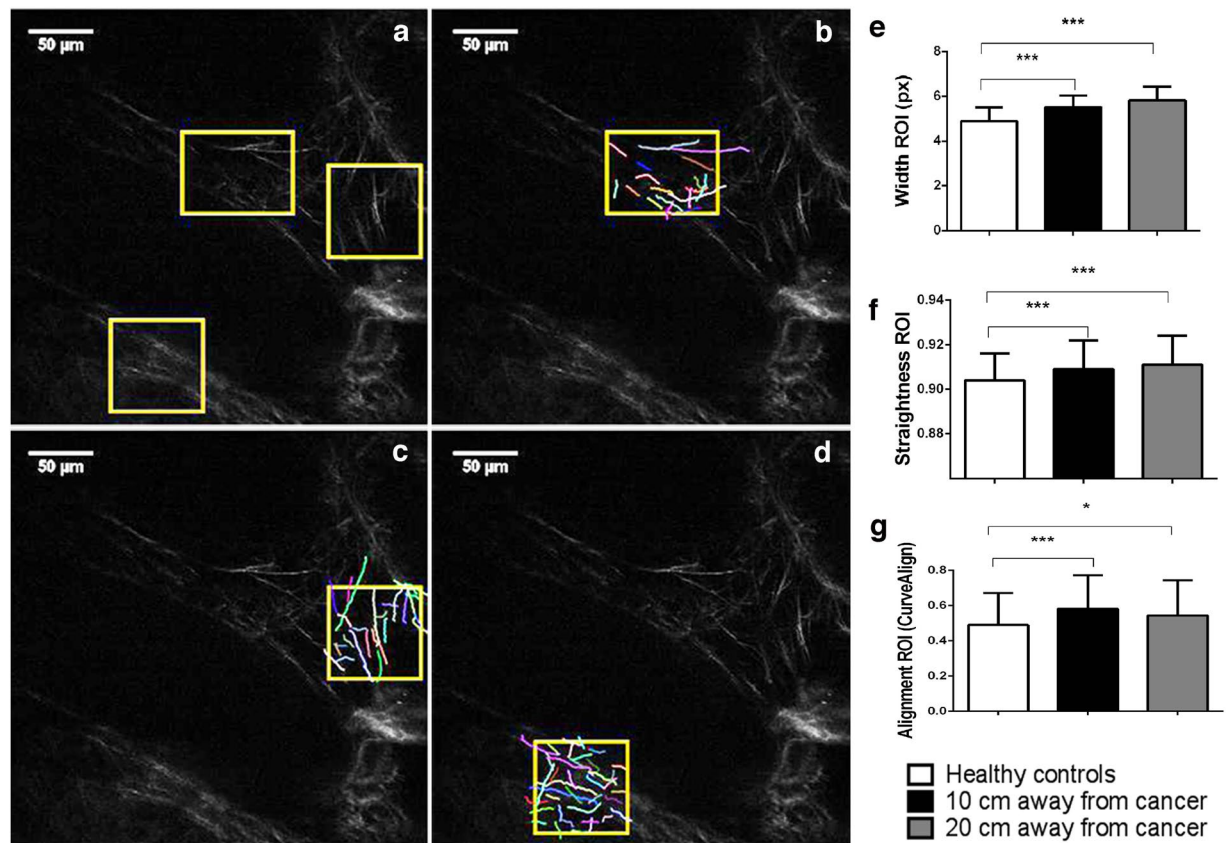 50 µm
a
50 µm
b
50 µm
c
50 µm
d
e
***
***
Width ROI (px)
8
6
4
2
0
f
***
***
Straightness ROI
0.94
0.92
0.90
0.88
g
*
***
Alignment ROI (CurveAlign)
0.8
0.6
0.4
0.2
0.0
Healthy controls
10 cm away from cancer
20 cm away from cancer